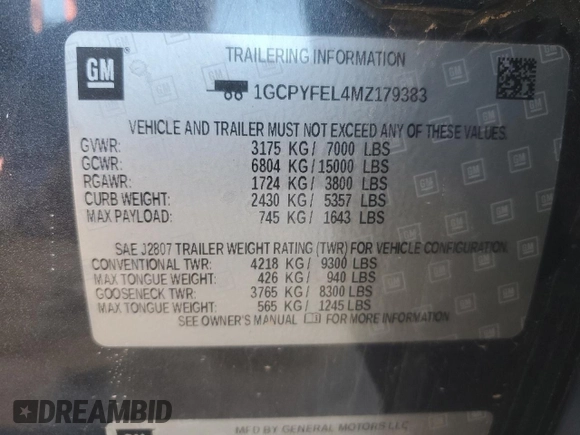 GM
TRAILERING INFORMATION
1GCPYFEL4MZ179383
VEHICLE AND TRAILER MUST NOT EXCEED ANY OF THESE VALUES.
GVWR: 3175 KG / 7000 LBS
GCWR: 6804 KG / 15000 LBS
RGAWR: 1724 KG / 3800 LBS
CURB WEIGHT: 2430 KG / 5357 LBS
MAX PAYLOAD: 745 KG / 1643 LBS
SAE J2807 TRAILER WEIGHT RATING (TWR) FOR VEHICLE CONFIGURATION.
CONVENTIONAL TWR: 4218 KG / 9300 LBS
MAX TONGUE WEIGHT: 426 KG / 940 LBS
GOOSENECK TWR: 3765 KG / 8300 LBS
MAX TONGUE WEIGHT: 565 KG / 1245 LBS
SEE OWNER'S MANUAL FOR MORE INFORMATION
MFD BY GENERAL MOTORS LLC
DREAMBID